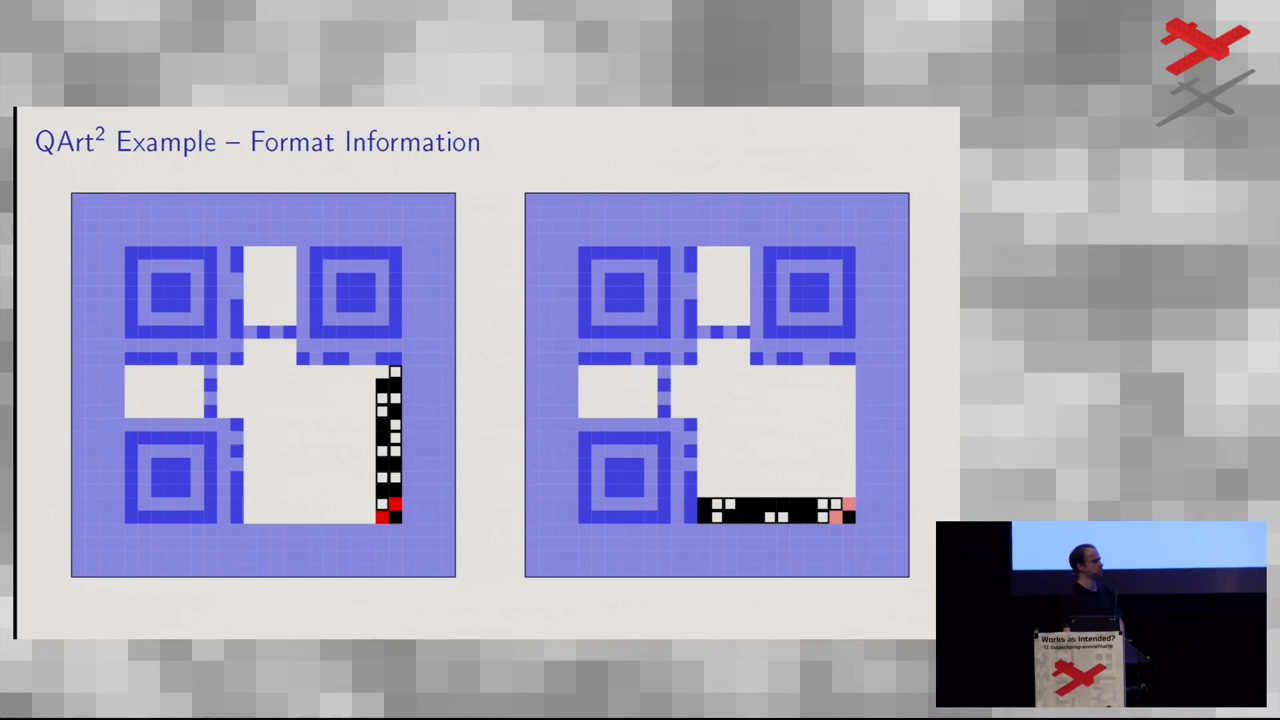 QArt² Example – Format Information
Works as intended?